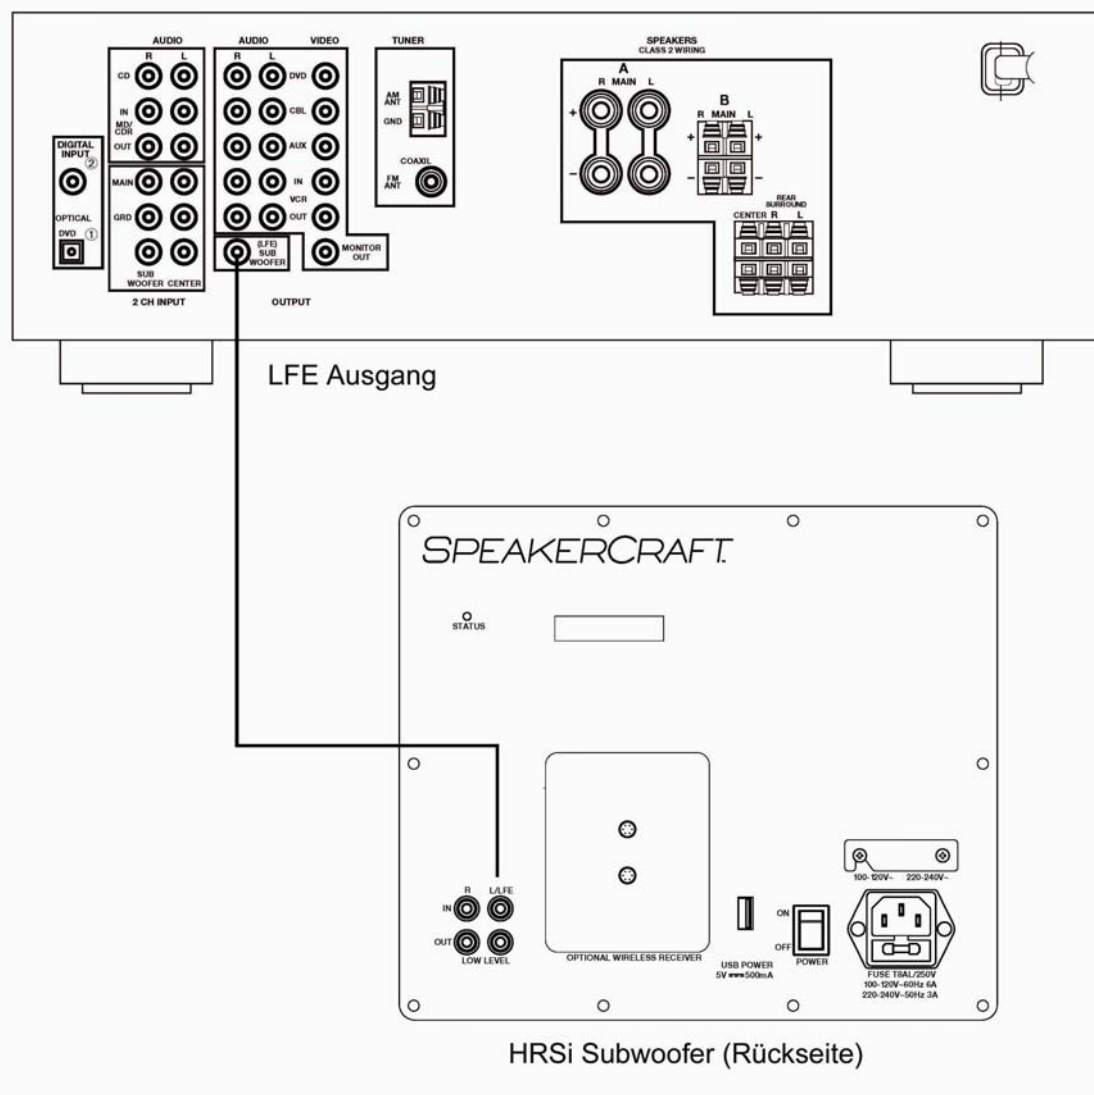 AUDIO
R L
CD
IN
MD/
CDR
OUT
MAIN
GRD
SUB
WOOFER CENTER
2 CH INPUT
DIGITAL
INPUT
②
OPTICAL
DVD ①
AUDIO VIDEO
R L
DVD
CBL
AUX
IN
VCR
OUT
(LFE)
SUB
WOOFER
MONITOR
OUT
OUTPUT
TUNER
AM
ANT
GND
COAXIL
FM
ANT
SPEAKERS
CLASS 2 WIRING
A
R MAIN L
+
−
B
R MAIN L
+ +
− −
REAR
SURROUND
CENTER R L
LFE Ausgang
SPEAKERCRAFT™
STATUS
R L/LFE
IN
OUT
LOW LEVEL
OPTIONAL WIRELESS RECEIVER
USB POWER
5V ⎓500mA
ON
OFF
POWER
100-120V~ 220-240V~
FUSE T8AL/250V
100-120V~60Hz 6A
220-240V~50Hz 3A
HRSi Subwoofer (Rückseite)